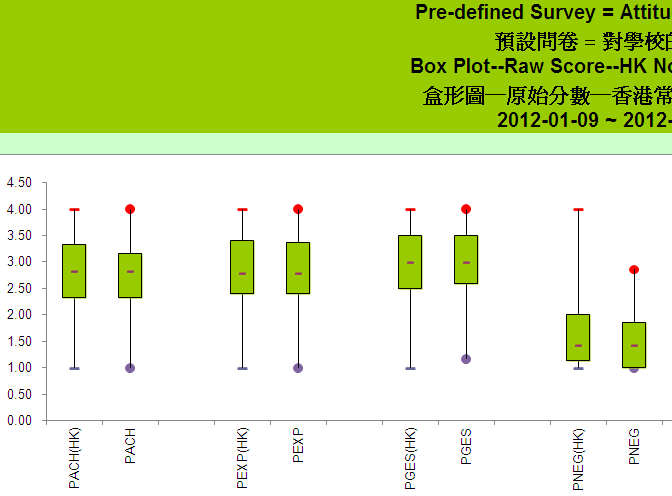 Pre-defined Survey = Attitu
預設問卷 = 對學校的
Box Plot--Raw Score--HK No
盒形圖—原始分數—香港常
2012-01-09 ~ 2012-
4.50
4.00
3.50
3.00
2.50
2.00
1.50
1.00
0.50
0.00
PACH(HK)
PACH
PEXP(HK)
PEXP
PGES(HK)
PGES
PNEG(HK)
PNEG